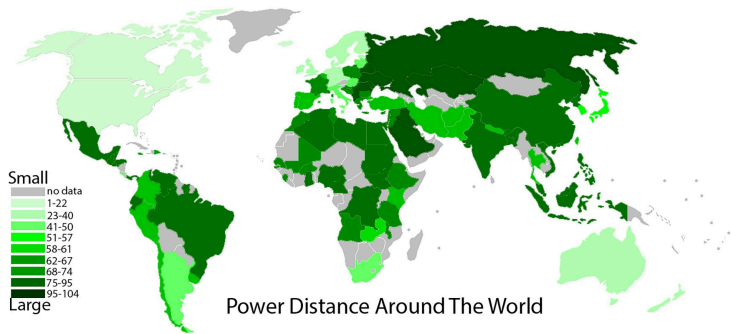 Small
no data
1-22
23-40
41-50
51-57
58-61
62-67
68-74
75-95
95-104
Large
Power Distance Around The World